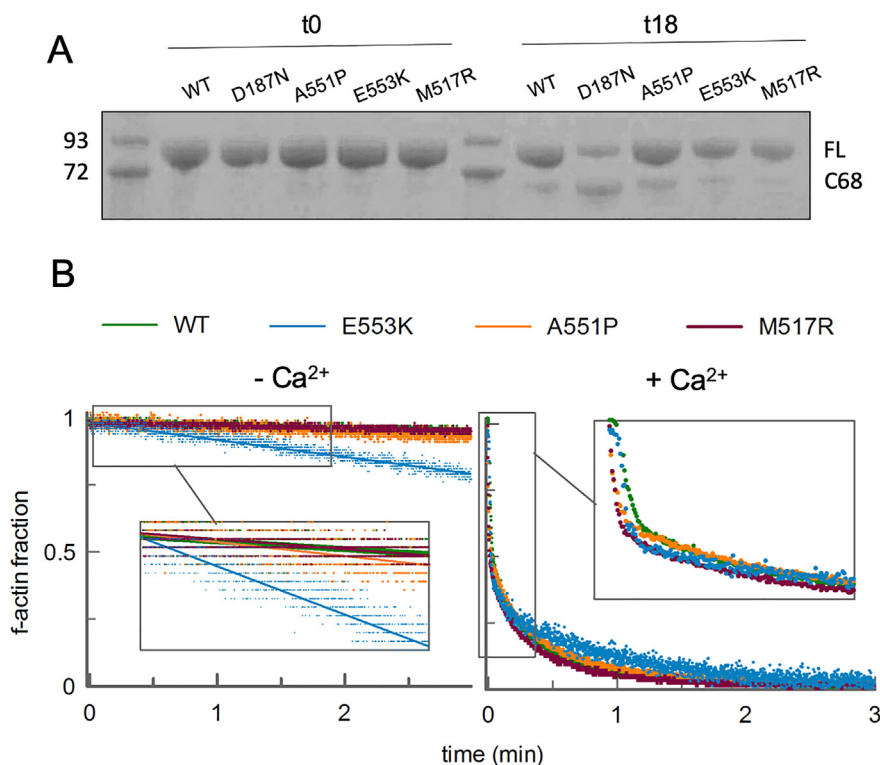 A
t0 t18
WT D187N A551P E553K M517R WT D187N A551P E553K M517R
93 FL
72 C68
B
WT E553K A551P M517R
- Ca²⁺ + Ca²⁺
1
0.5
0
f-actin fraction
0 1 2 0 1 2 3
time (min)